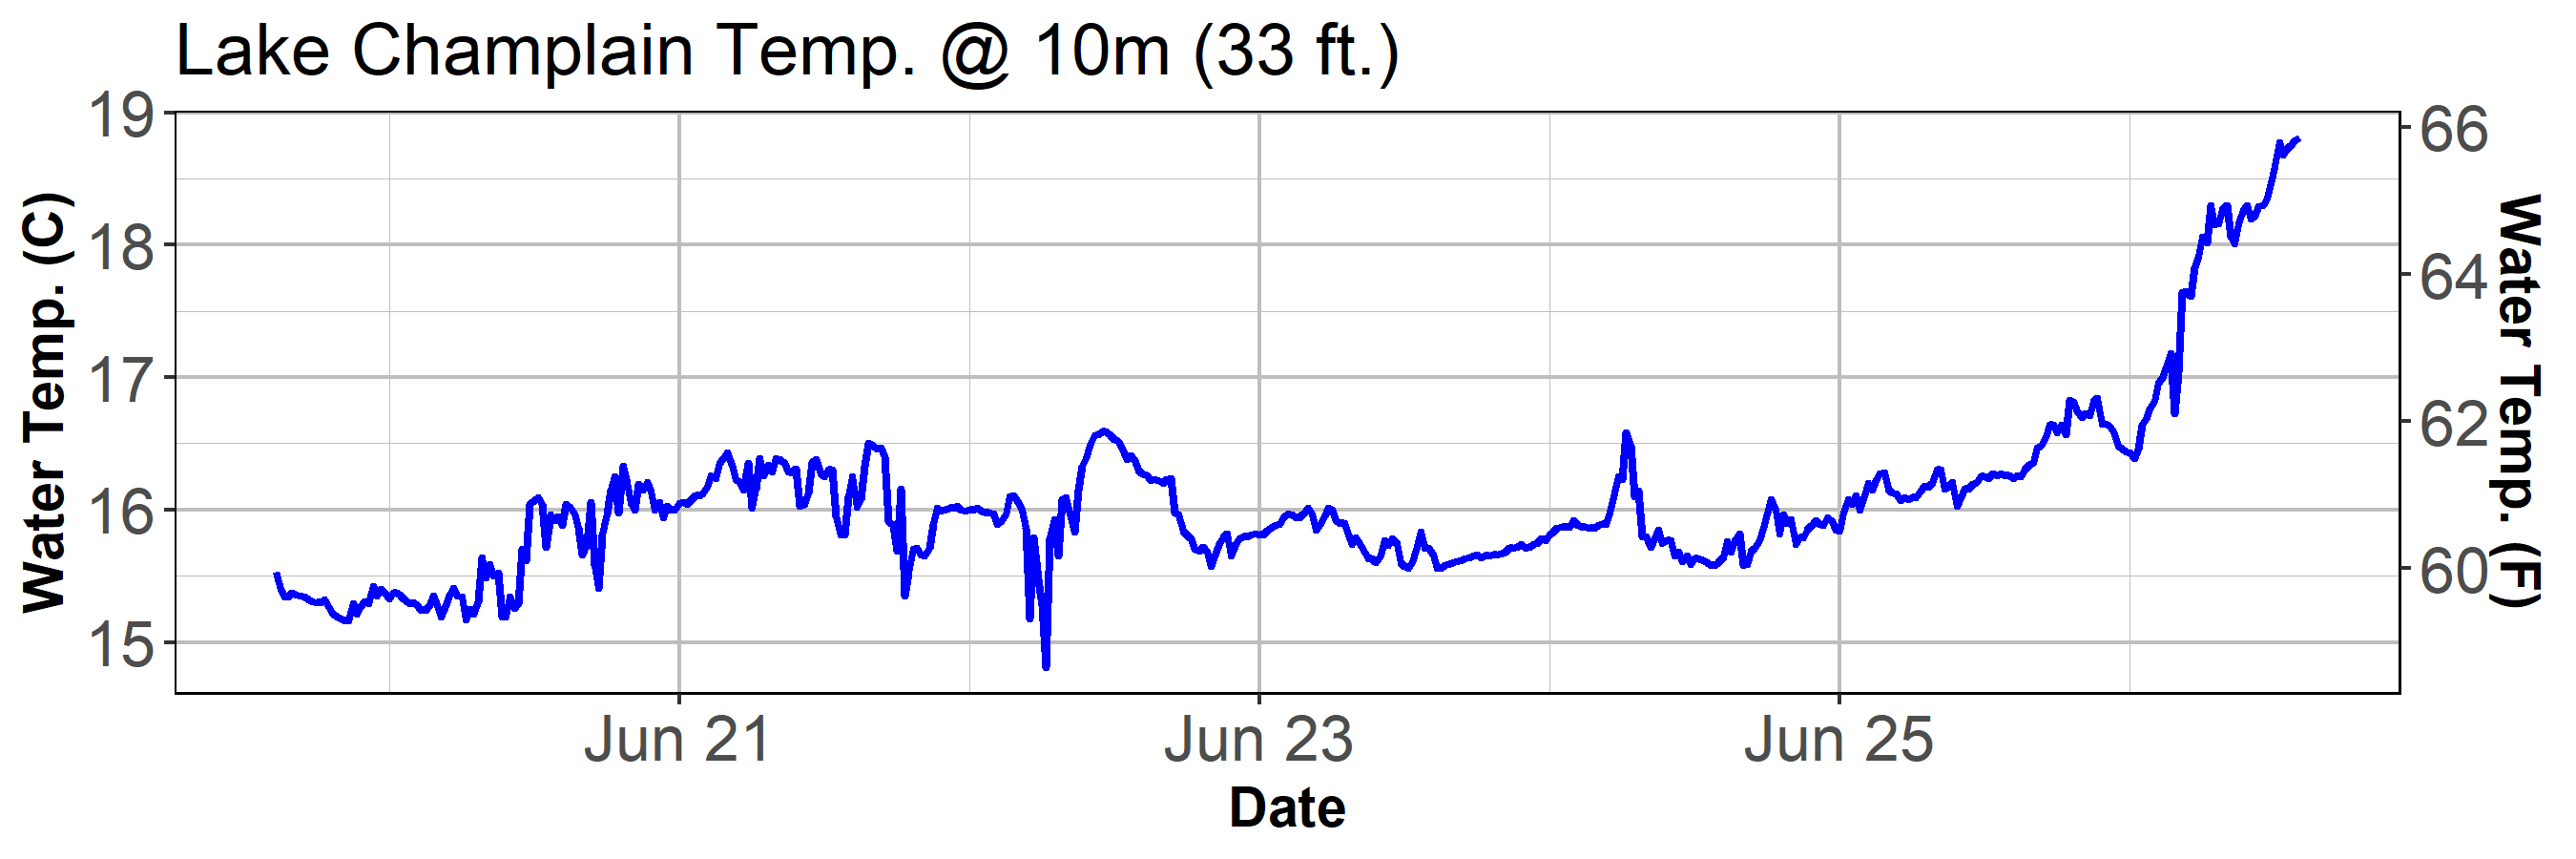 Lake Champlain Temp. @ 10m (33 ft.)
19
18
17
16
15
Water Temp. (C)
66
64
62
60
Water Temp. (F)
Jun 21
Jun 23
Jun 25
Date